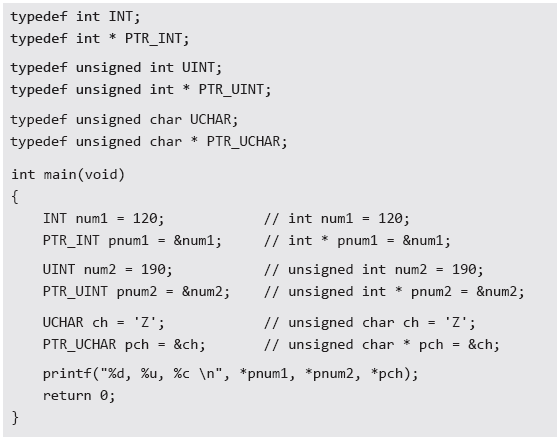 typedef int INT;
typedef int * PTR_INT;
typedef unsigned int UINT;
typedef unsigned int * PTR_UINT;
typedef unsigned char UCHAR;
typedef unsigned char * PTR_UCHAR;
int main(void)
{
    INT num1 = 120;            // int num1 = 120;
    PTR_INT pnum1 = &num1;     // int * pnum1 = &num1;
    UINT num2 = 190;           // unsigned int num2 = 190;
    PTR_UINT pnum2 = &num2;    // unsigned int * pnum2 = &num2;
    UCHAR ch = 'Z';            // unsigned char ch = 'Z';
    PTR_UCHAR pch = &ch;       // unsigned char * pch = &ch;
    printf("%d, %u, %c \n", *pnum1, *pnum2, *pch);
    return 0;
}